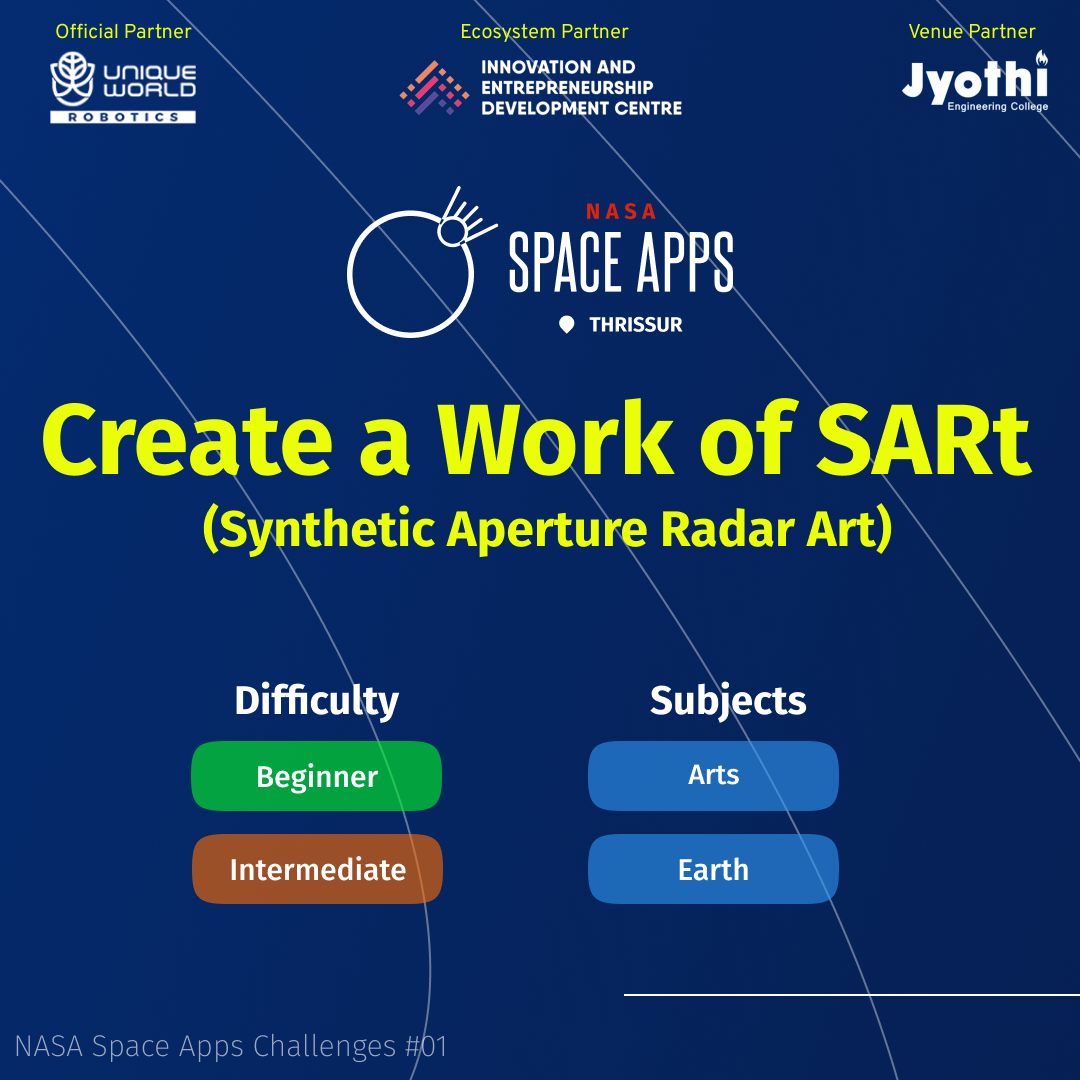 Official Partner
UNIQUE
WORLD
ROBOTICS
Ecosystem Partner
INNOVATION AND
ENTREPRENEURSHIP
DEVELOPMENT CENTRE
Venue Partner
Jyothi
Engineering College
NASA
SPACE APPS
THRISSUR
Create a Work of SARt
(Synthetic Aperture Radar Art)
Difficulty
Beginner
Intermediate
Subjects
Arts
Earth
NASA Space Apps Challenges #01